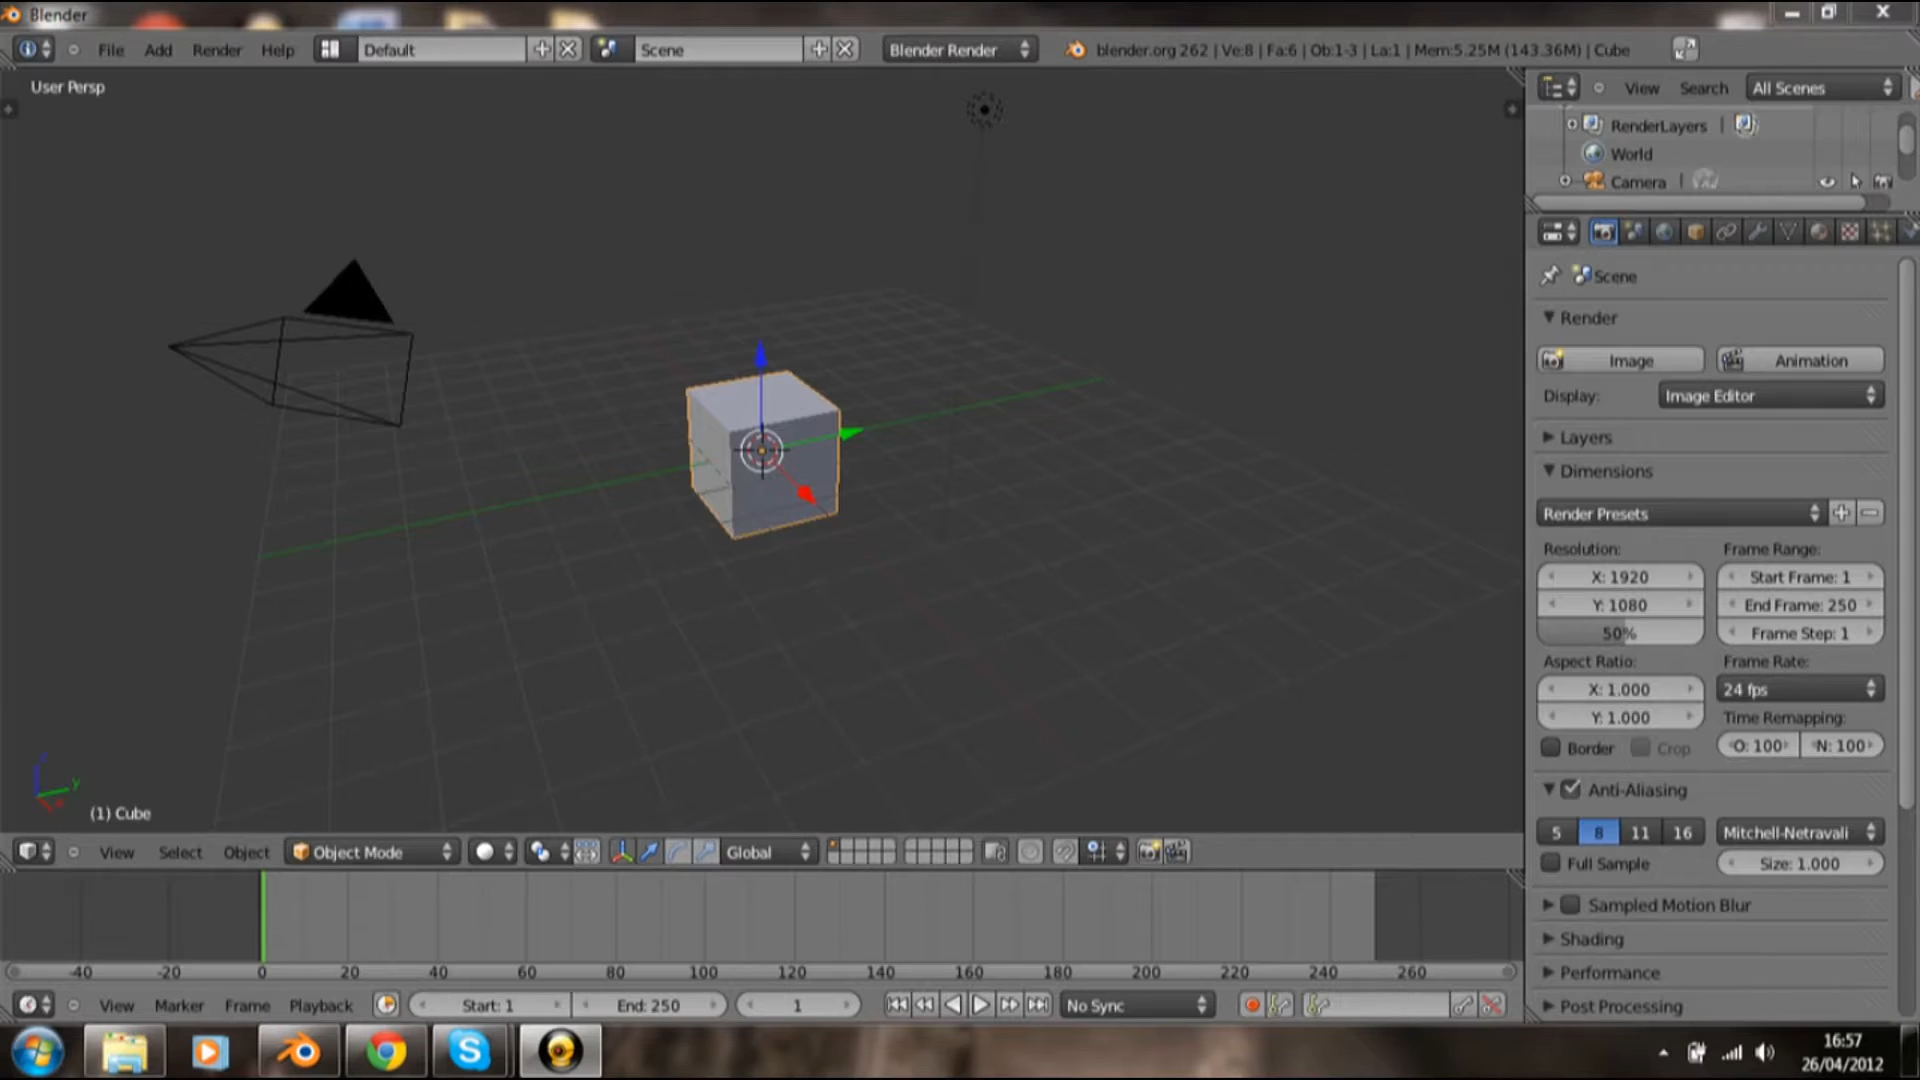 Blender
File Add Render Help Default Scene Blender Render blender.org 262 | Ve:8 | Fa:6 | Ob:1-3 | La:1 | Mem:5.25M (143.36M) | Cube
User Persp
View Search All Scenes
RenderLayers
World
Camera
Scene
Render
Image Animation
Display: Image Editor
Layers
Dimensions
Render Presets
Resolution: Frame Range:
X: 1920 Start Frame: 1
Y: 1080 End Frame: 250
50% Frame Step: 1
Aspect Ratio: Frame Rate:
X: 1.000 24 fps
Y: 1.000 Time Remapping:
Border Crop O: 100 N: 100
Anti-Aliasing
5 8 11 16 Mitchell-Netravali
Full Sample Size: 1.000
Sampled Motion Blur
Shading
Performance
Post Processing
z
y
x
(1) Cube
View Select Object Object Mode Global
-40 -20 0 20 40 60 80 100 120 140 160 180 200 220 240 260
View Marker Frame Playback Start: 1 End: 250 1 No Sync
16:57
26/04/2012